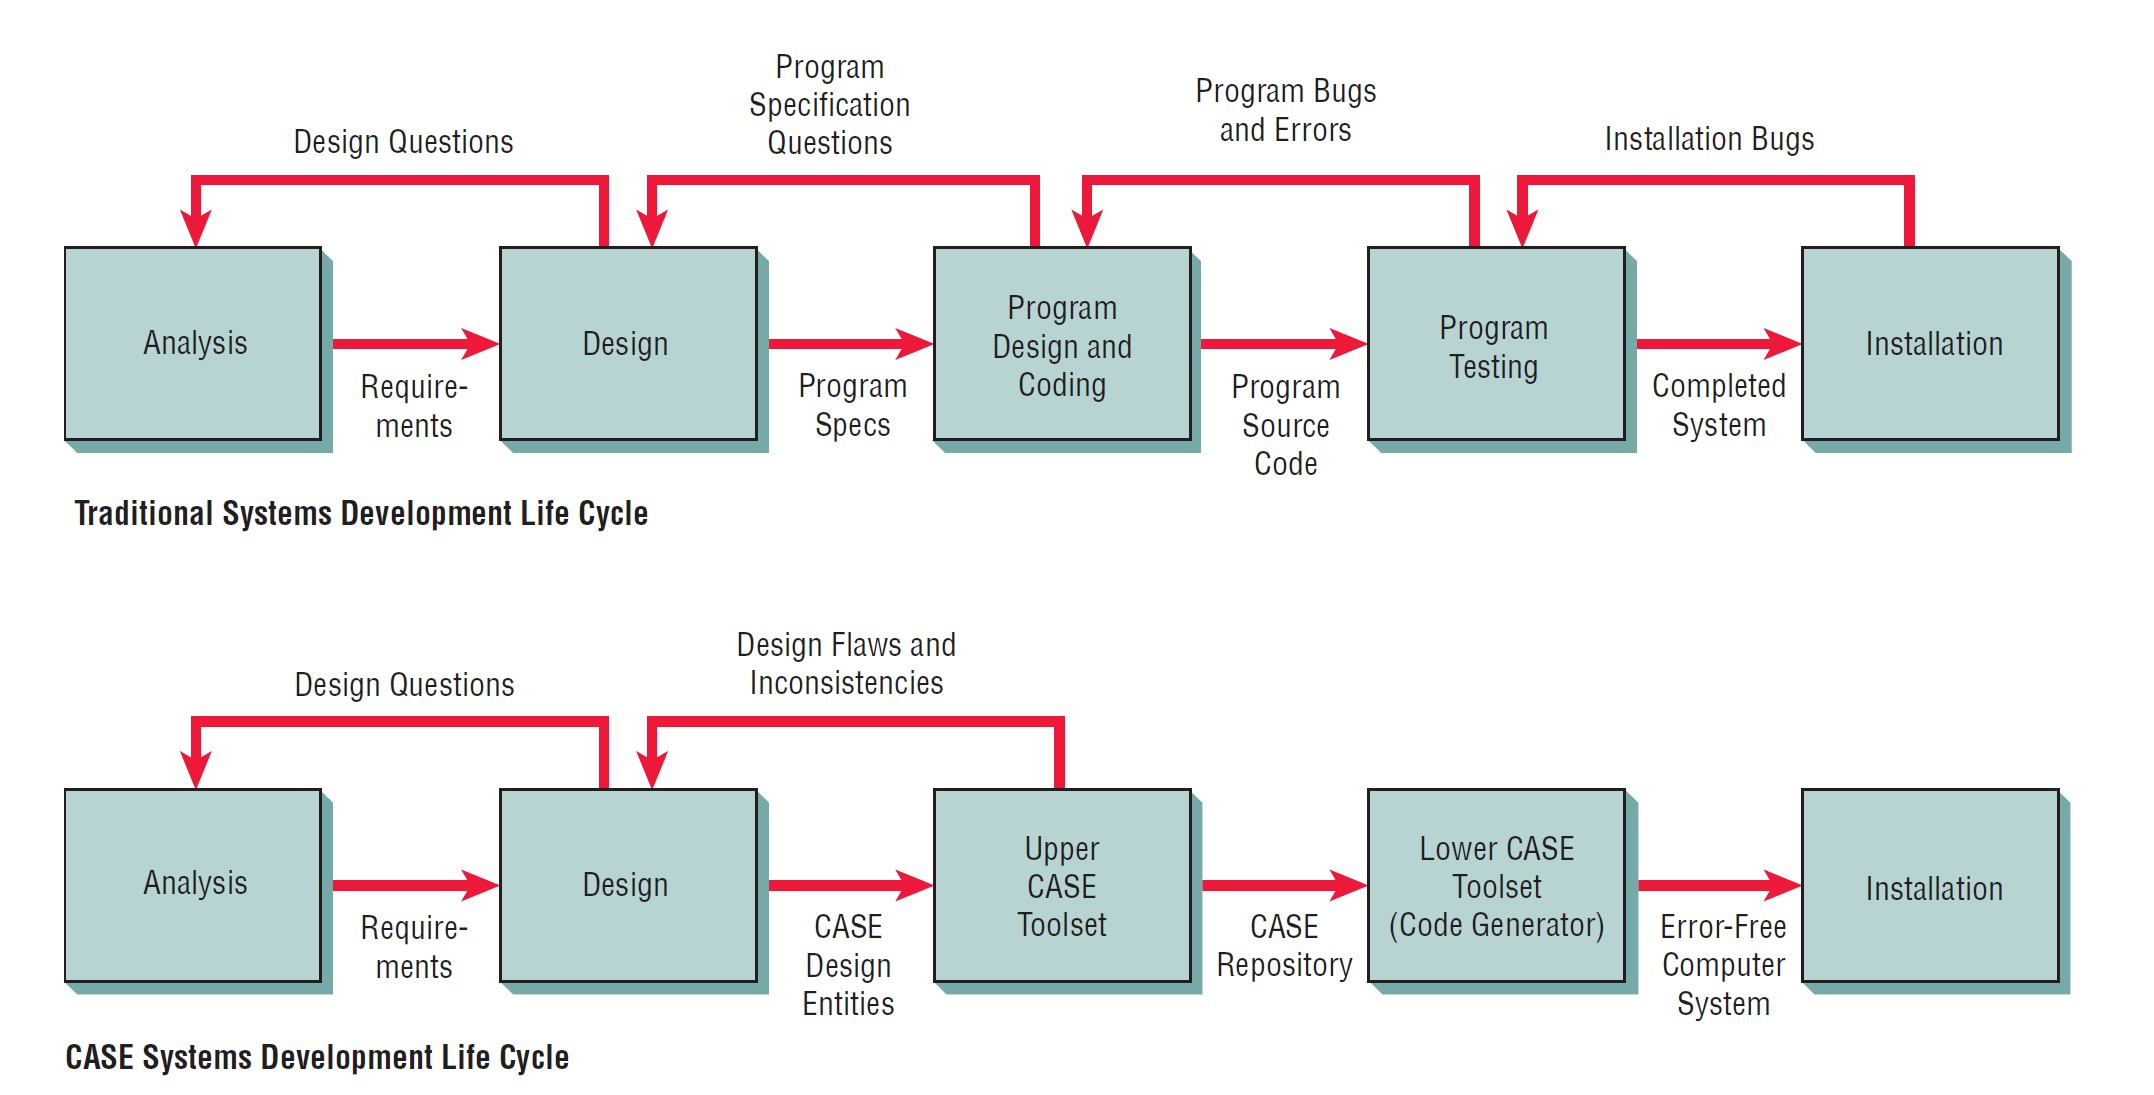 Program
Specification
Questions
Program Bugs
and Errors
Design Questions
Installation Bugs
Analysis
Design
Program
Design and
Coding
Program
Testing
Installation
Require-
ments
Program
Specs
Program
Source
Code
Completed
System
Traditional Systems Development Life Cycle
Design Flaws and
Inconsistencies
Design Questions
Analysis
Design
Upper
CASE
Toolset
Lower CASE
Toolset
(Code Generator)
Installation
Require-
ments
CASE
Design
Entities
CASE
Repository
Error-Free
Computer
System
CASE Systems Development Life Cycle